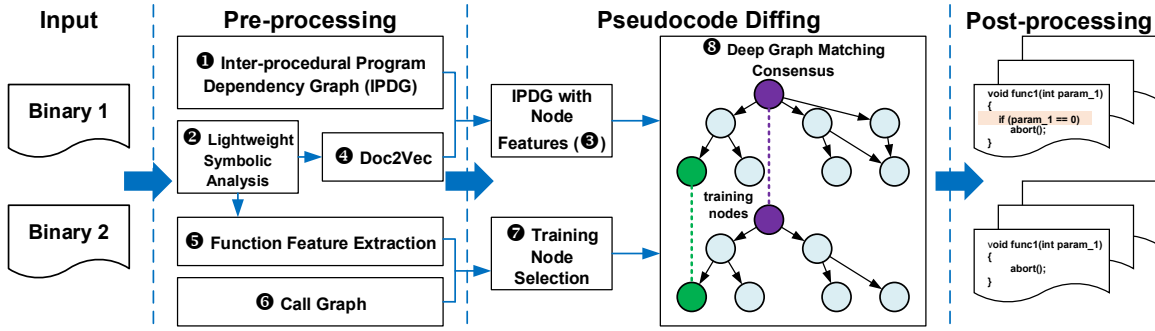 Input
Pre-processing
Pseudocode Diffing
Post-processing
Binary 1
Binary 2
❶ Inter-procedural Program
Dependency Graph (IPDG)
❷ Lightweight
Symbolic
Analysis
❹ Doc2Vec
❺ Function Feature Extraction
❻ Call Graph
IPDG with
Node
Features (❸)
❼ Training
Node
Selection
❽ Deep Graph Matching
Consensus
training
nodes
void func1(int param_1)
{
if (param_1 == 0)
abort();
}
void func1(int param_1)
{
abort();
}